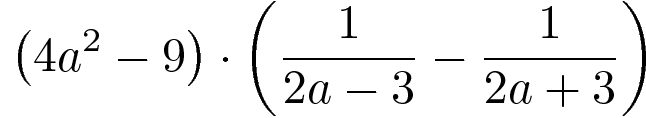 (4a² − 9) · (1/(2a − 3) − 1/(2a + 3))